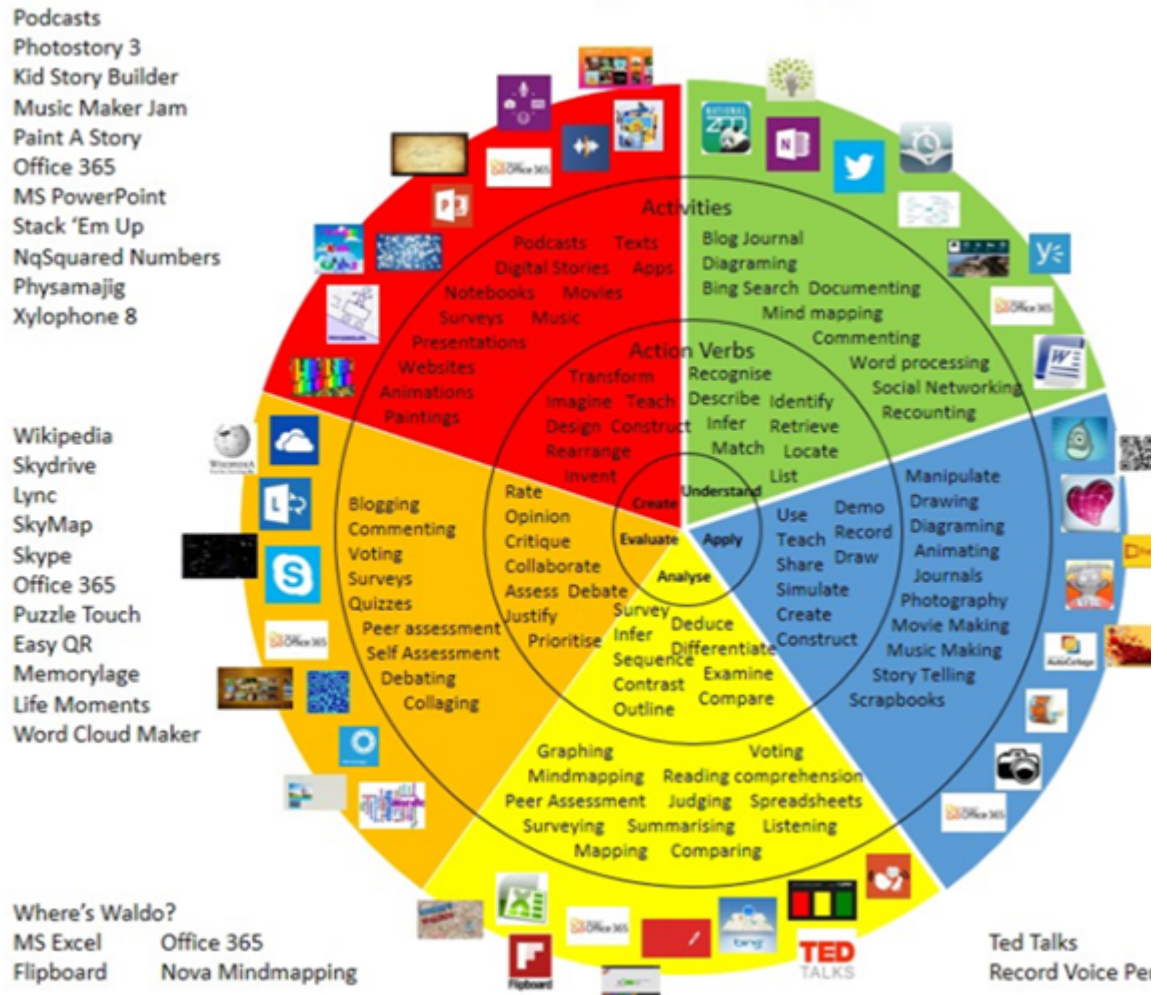 Podcasts
Photostory 3
Kid Story Builder
Music Maker Jam
Paint A Story
Office 365
MS PowerPoint
Stack ‘Em Up
NqSquared Numbers
Physamajig
Xylophone 8
Wikipedia
Skydrive
Lync
SkyMap
Skype
Office 365
Puzzle Touch
Easy QR
Memorylage
Life Moments
Word Cloud Maker
Where’s Waldo?
MS Excel Office 365
Flipboard Nova Mindmapping
Activities
Podcasts Texts
Digital Stories Apps
Notebooks Movies
Surveys Music
Presentations
Websites
Animations
Paintings
Action Verbs
Transform
Imagine Teach
Design Construct
Rearrange
Invent
Create
Blog Journal
Diagraming
Bing Search Documenting
Mind mapping
Commenting
Word processing
Social Networking
Recounting
Recognise
Describe Identify
Infer Retrieve
Match Locate
List
Understand
Manipulate
Drawing
Diagraming
Animating
Journals
Photography
Movie Making
Music Making
Story Telling
Scrapbooks
Use Demo
Teach Record
Share Draw
Simulate
Create
Construct
Apply
Analyse
Survey Deduce
Infer Differentiate
Sequence Examine
Contrast Compare
Outline
Graphing Voting
Mindmapping Reading comprehension
Peer Assessment Judging Spreadsheets
Surveying Summarising Listening
Mapping Comparing
Evaluate
Rate
Opinion
Critique
Collaborate
Assess Debate
Justify
Prioritise
Blogging
Commenting
Voting
Surveys
Quizzes
Peer assessment
Self Assessment
Debating
Collaging
Office 365
NATIONAL
ZOO
Office 365
WIKIPEDIA
Office 365
AutoCollage
Office 365
Office 365
Flipboard
bing
TED
TALKS
Ted Talks
Record Voice Pe